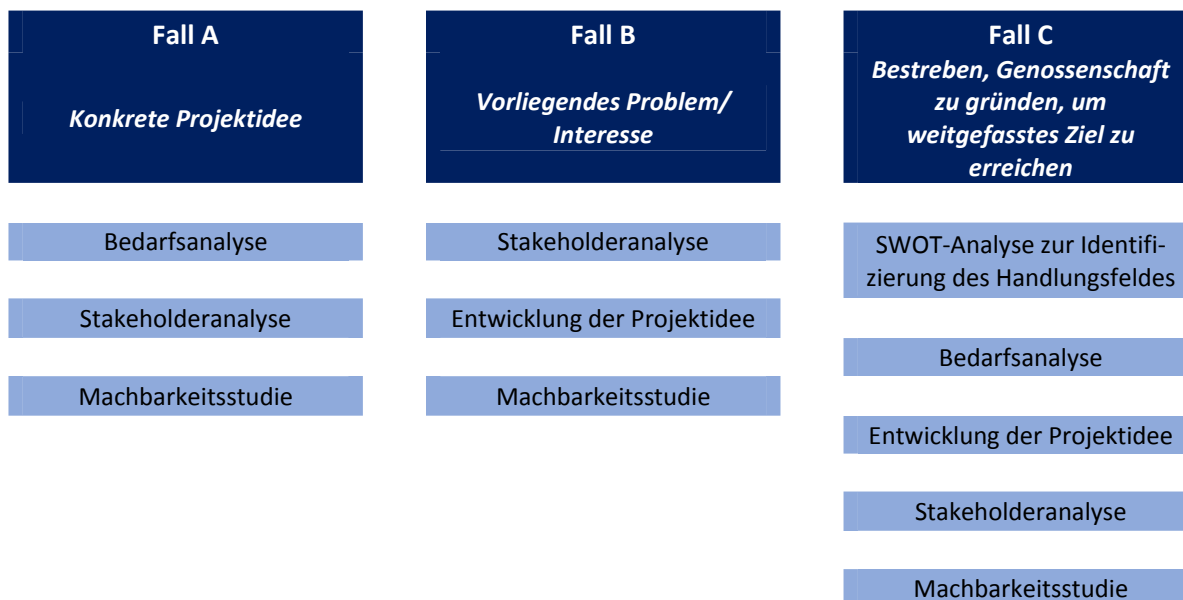 Fall A
Konkrete Projektidee
Bedarfsanalyse
Stakeholderanalyse
Machbarkeitsstudie
Fall B
Vorliegendes Problem/
Interesse
Stakeholderanalyse
Entwicklung der Projektidee
Machbarkeitsstudie
Fall C
Bestreben, Genossenschaft
zu gründen, um
weitgefasstes Ziel zu
erreichen
SWOT-Analyse zur Identifi-
zierung des Handlungsfeldes
Bedarfsanalyse
Entwicklung der Projektidee
Stakeholderanalyse
Machbarkeitsstudie